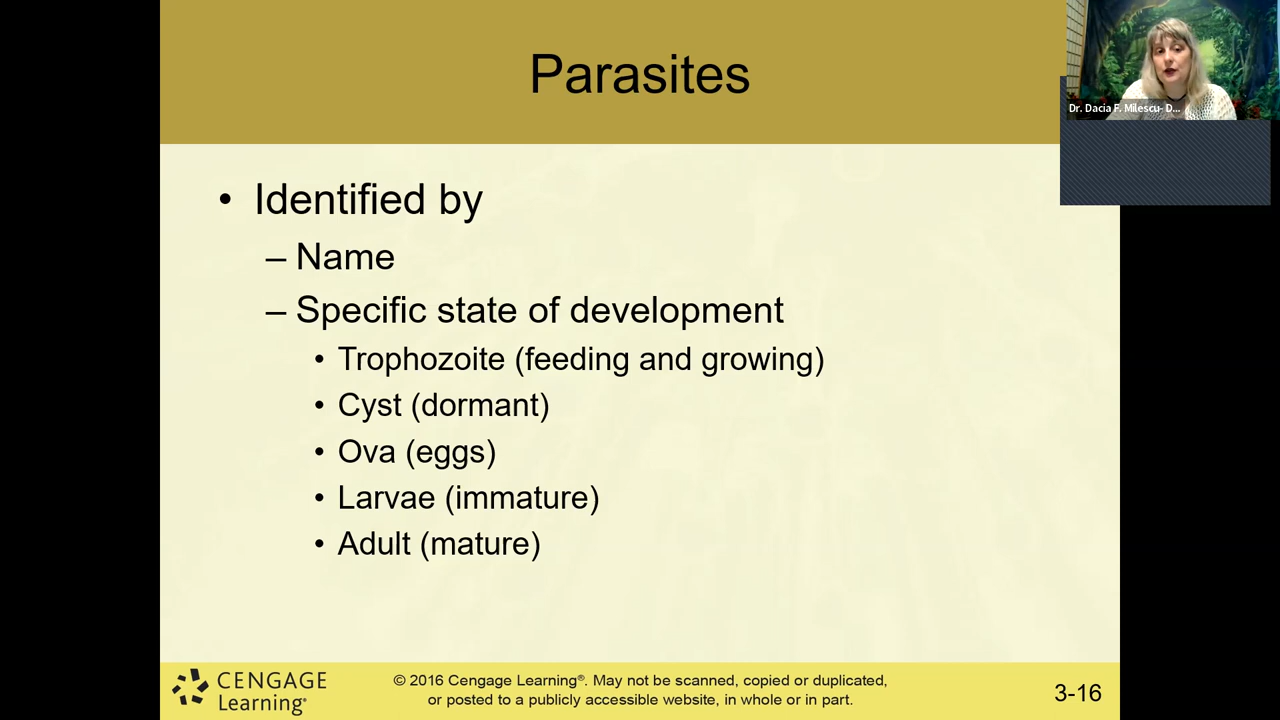 Parasites
Dr. Dacia F. Milescu- D...
• Identified by
– Name
– Specific state of development
• Trophozoite (feeding and growing)
• Cyst (dormant)
• Ova (eggs)
• Larvae (immature)
• Adult (mature)
CENGAGE
Learning®
© 2016 Cengage Learning®. May not be scanned, copied or duplicated,
or posted to a publicly accessible website, in whole or in part.
3-16